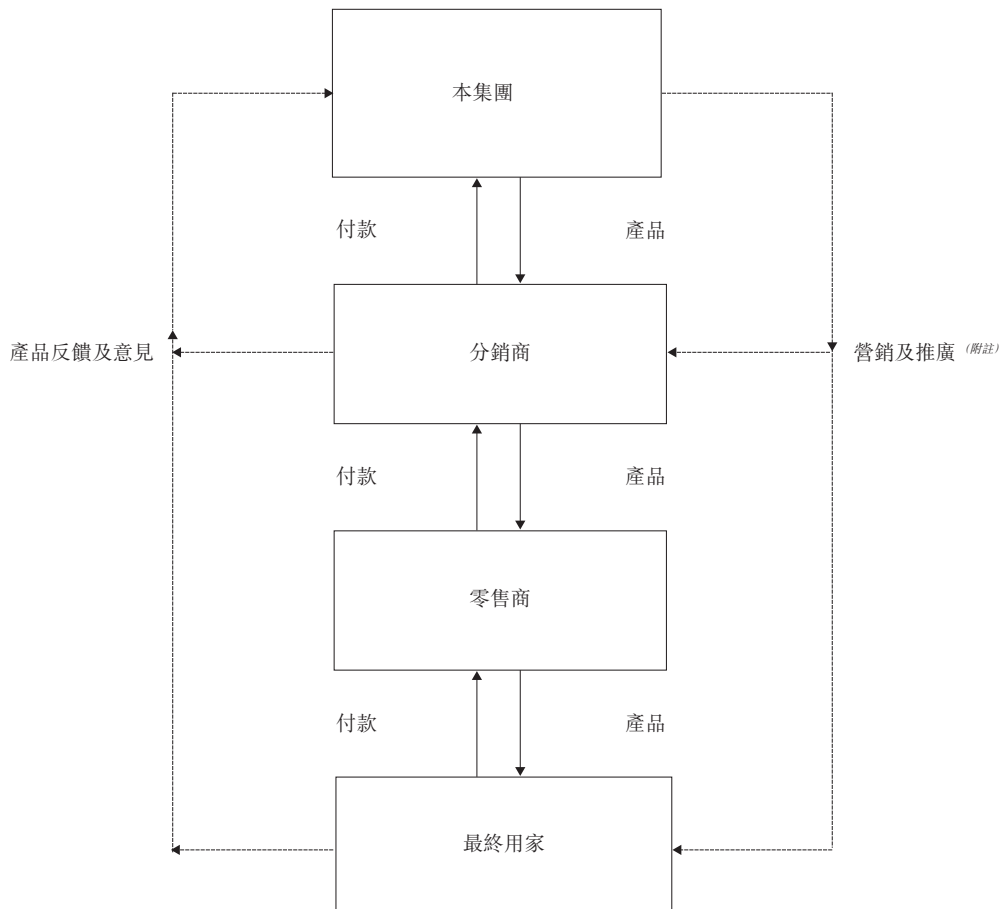 本集團
付款 產品
產品反饋及意見 分銷商 營銷及推廣 (附註)
付款 產品
零售商
付款 產品
最終用家